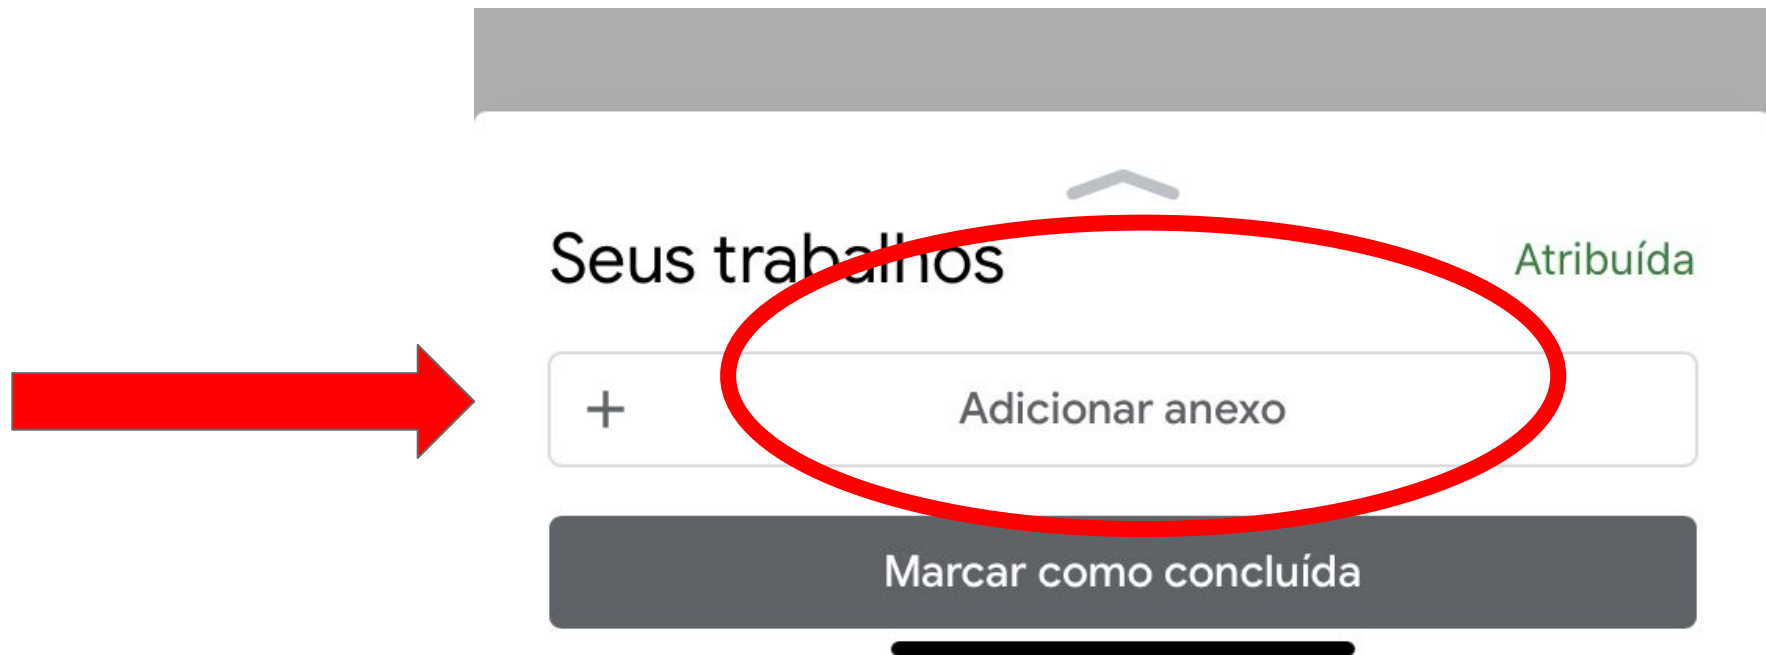 Seus trabalhos
Atribuída
+ Adicionar anexo
Marcar como concluída